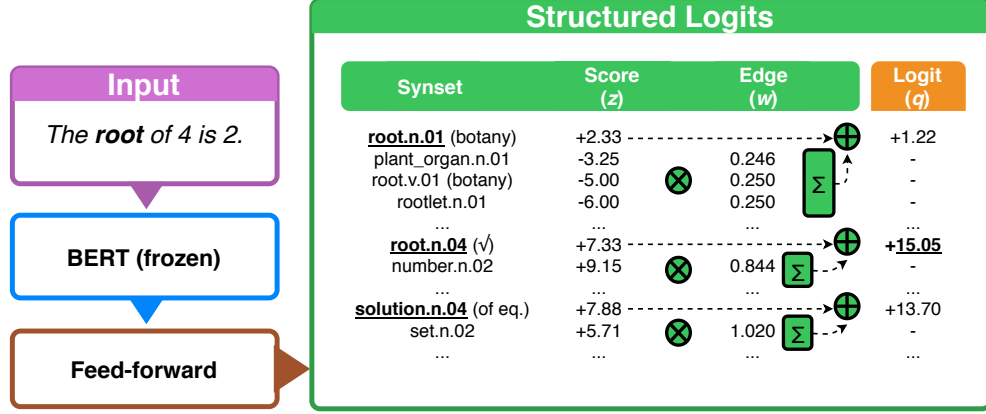 Structured Logits
Input
The root of 4 is 2.
BERT (frozen)
Feed-forward
Synset Score (z) Edge (w) Logit (q)
root.n.01 (botany) +2.33 +1.22
plant_organ.n.01 -3.25 0.246 -
root.v.01 (botany) -5.00 0.250 -
rootlet.n.01 -6.00 0.250 -
... ... ... ...
root.n.04 (√) +7.33 +15.05
number.n.02 +9.15 0.844 -
... ... ... ...
solution.n.04 (of eq.) +7.88 +13.70
set.n.02 +5.71 1.020 -
... ... ... ...
Σ
Σ
Σ